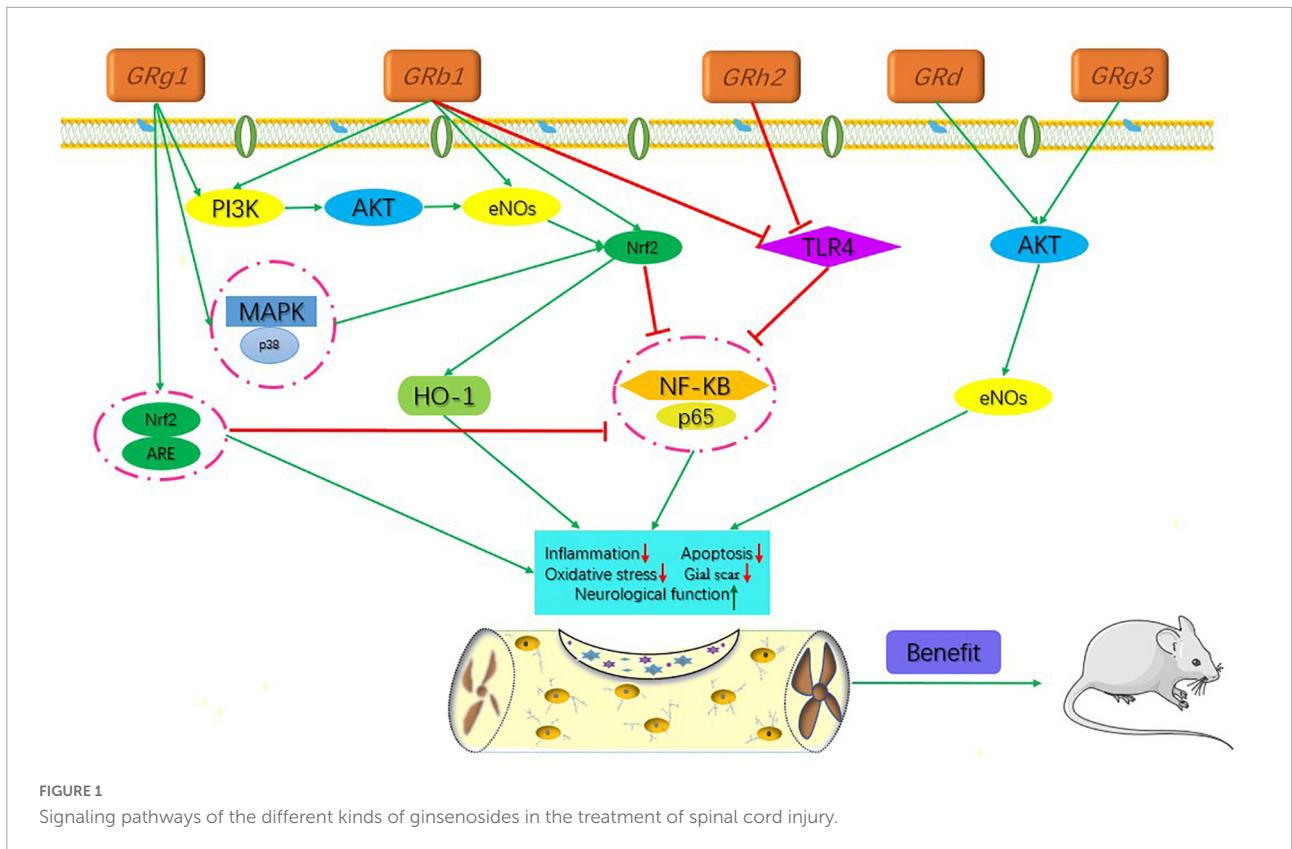 GRg1
GRb1
GRh2
GRd
GRg3
PI3K
AKT
eNOs
Nrf2
TLR4
AKT
MAPK
p38
HO-1
NF-KB
p65
eNOs
Nrf2
ARE
Inflammation Apoptosis
Oxidative stress Gial scar
Neurological function
Benefit
FIGURE 1
Signaling pathways of the different kinds of ginsenosides in the treatment of spinal cord injury.